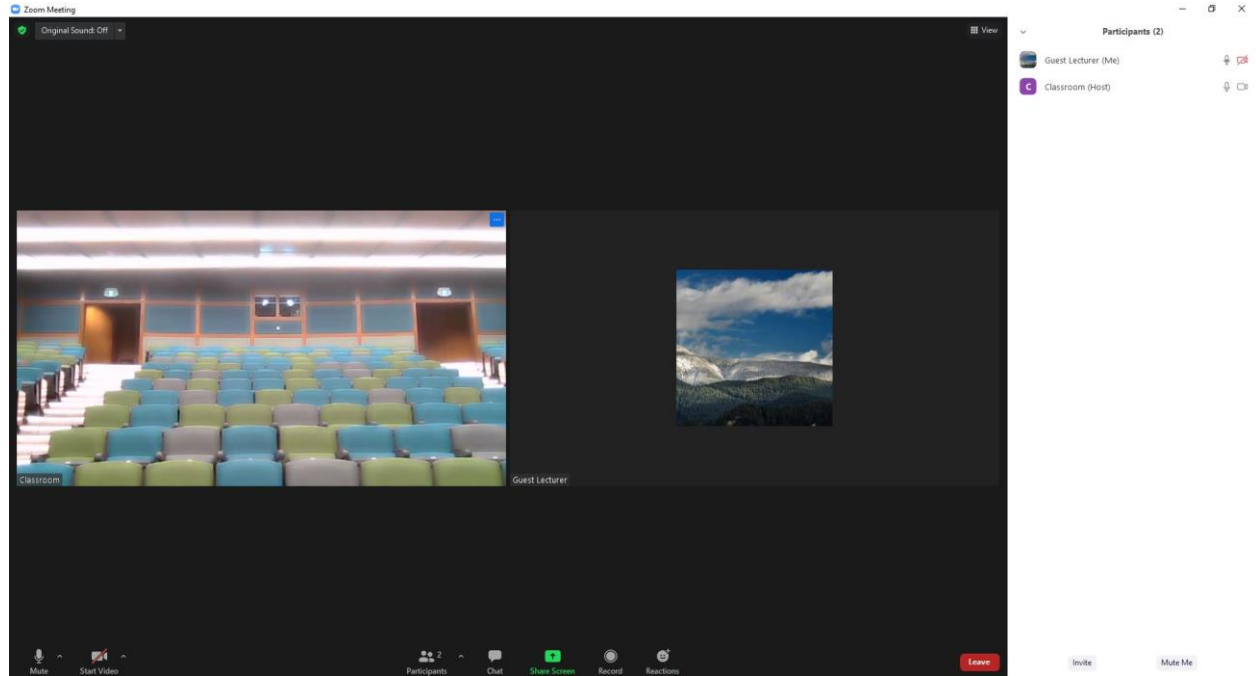 Zoom Meeting
Original Sound: Off
View
Participants (2)
Guest Lecturer (Me)
C
Classroom (Host)
Classroom
Guest Lecturer
Mute
Start Video
2
Participants
Chat
Share Screen
Record
Reactions
Leave
Invite
Mute Me